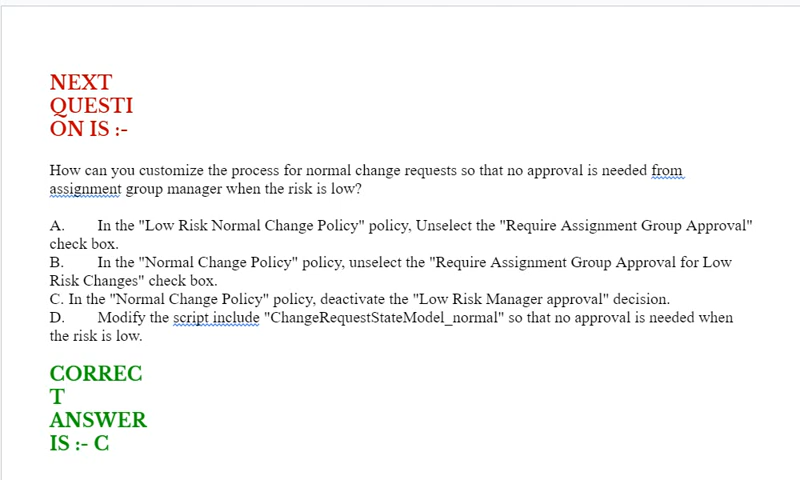 NEXT
QUESTI
ON IS :-
How can you customize the process for normal change requests so that no approval is needed from
assignment group manager when the risk is low?
A. In the "Low Risk Normal Change Policy" policy, Unselect the "Require Assignment Group Approval"
check box.
B. In the "Normal Change Policy" policy, unselect the "Require Assignment Group Approval for Low
Risk Changes" check box.
C. In the "Normal Change Policy" policy, deactivate the "Low Risk Manager approval" decision.
D. Modify the script include "ChangeRequestStateModel_normal" so that no approval is needed when
the risk is low.
CORREC
T
ANSWER
IS :- C